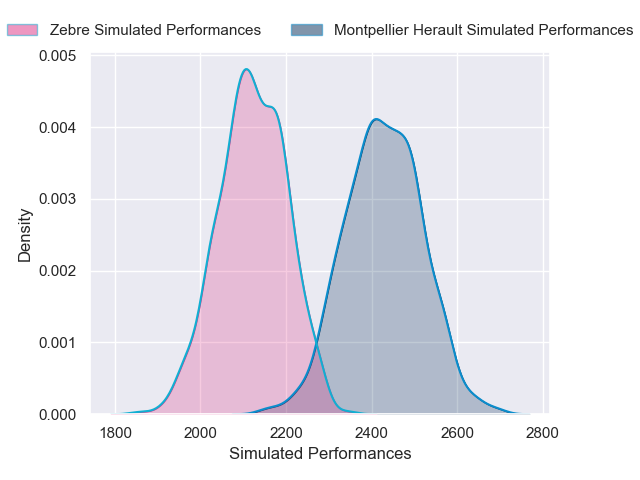 Zebre Simulated Performances
Montpellier Herault Simulated Performances
0.005
0.004
0.003
0.002
0.001
0.000
Density
1800 2000 2200 2400 2600 2800
Simulated Performances